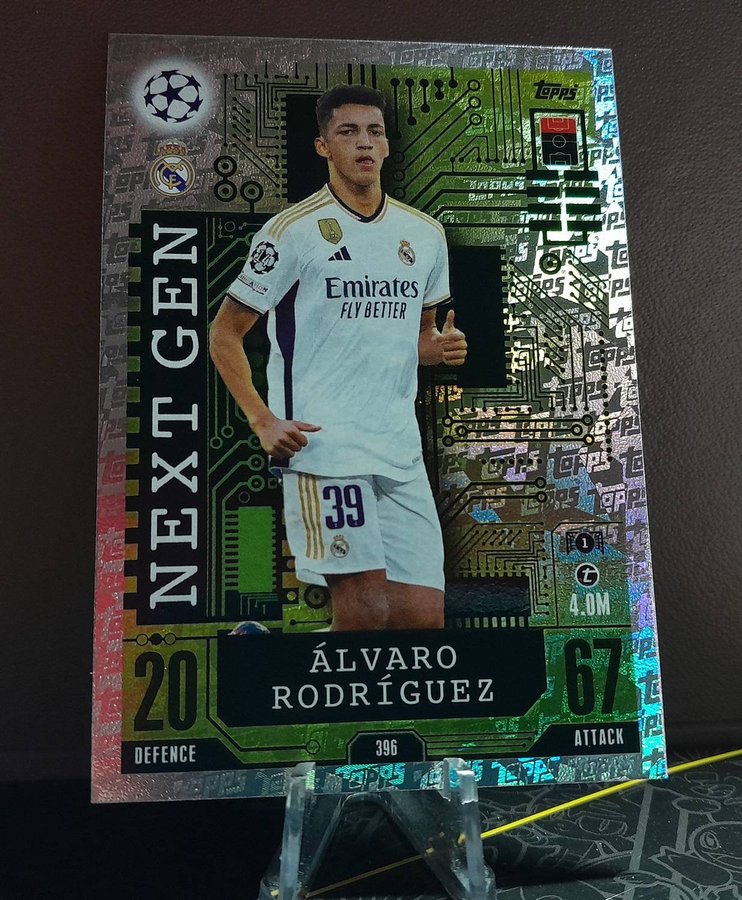 Topps
NEXT GEN
Emirates
FLY BETTER
39
1
4.0M
20
DEFENCE
ÁLVARO
RODRÍGUEZ
396
67
ATTACK